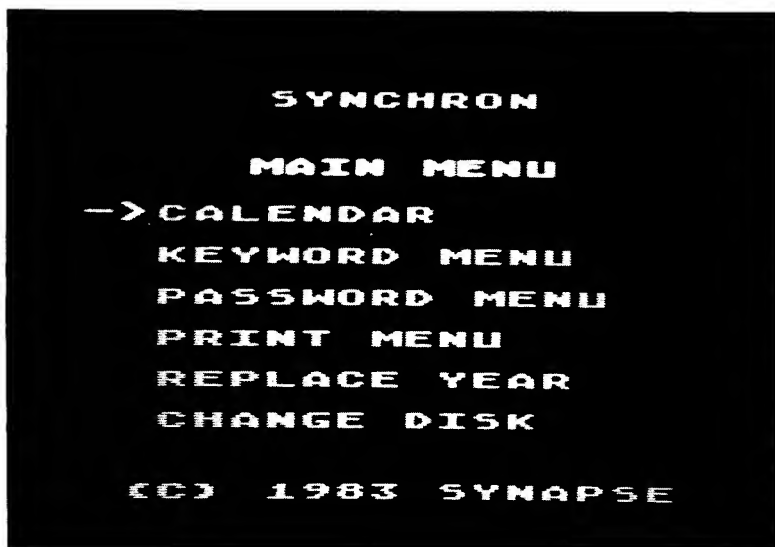 SYNCHRON
MAIN MENU
->CALENDAR
KEYWORD MENU
PASSWORD MENU
PRINT MENU
REPLACE YEAR
CHANGE DISK
(C) 1983 SYNAPSE